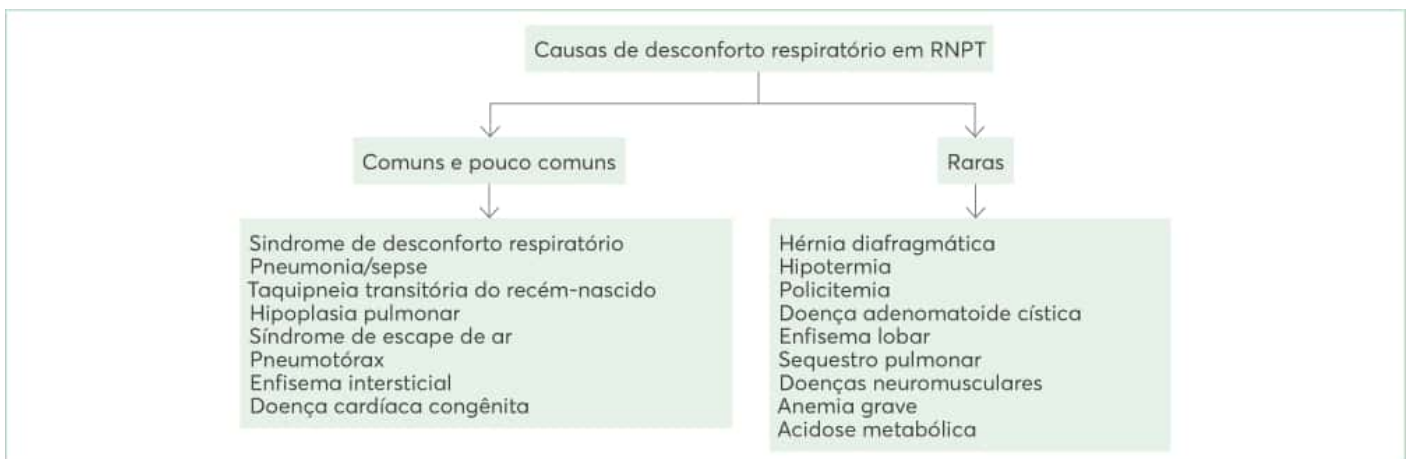 Causas de desconforto respiratório em RNPT
Comuns e pouco comuns
Raras
Síndrome de desconforto respiratório
Pneumonia/sepse
Taquipneia transitória do recém-nascido
Hipoplasia pulmonar
Síndrome de escape de ar
Pneumotórax
Enfisema intersticial
Doença cardíaca congênita
Hérnia diafragmática
Hipotermia
Policitemia
Doença adenomatoide cística
Enfisema lobar
Sequestro pulmonar
Doenças neuromusculares
Anemia grave
Acidose metabólica